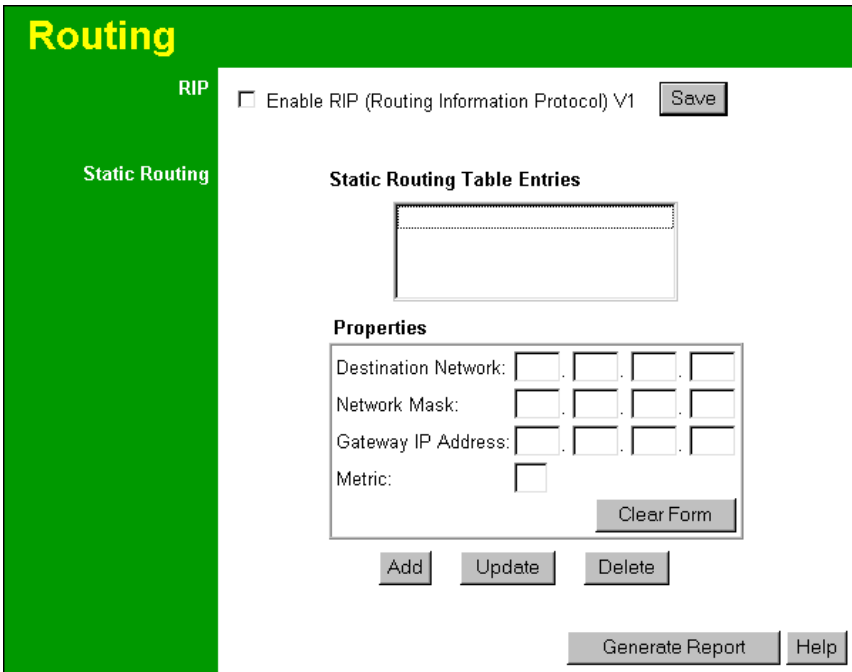 Routing
RIP
Enable RIP (Routing Information Protocol) V1 Save
Static Routing
Static Routing Table Entries
Properties
Destination Network: . . .
Network Mask: . . .
Gateway IP Address: . . .
Metric:
Clear Form
Add Update Delete
Generate Report Help